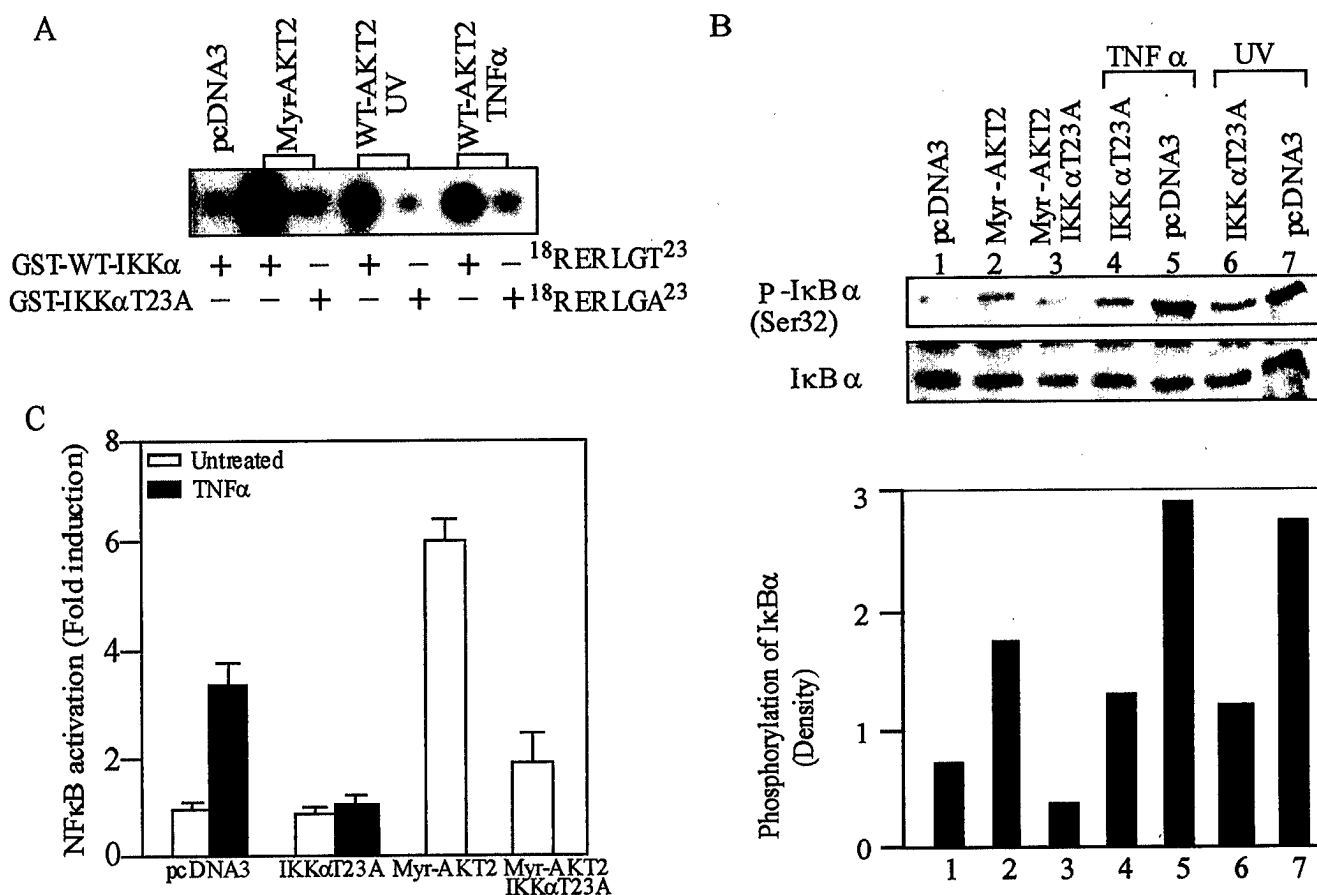 A
pcDNA3
Myr-AKT2
WT-AKT2
UV
WT-AKT2
TNFα
GST-WT-IKKα + + − + − + − ¹⁸RERLGT²³
GST-IKKαT23A − − + − + − + ¹⁸RERLGA²³
B
TNF α
UV
pcDNA3
Myr-AKT2
Myr-AKT2
IKKαT23A
IKKαT23A
pcDNA3
IKKαT23A
pcDNA3
1 2 3 4 5 6 7
P-IκBα
(Ser32)
IκBα
3
2
1
0
Phosphorylation of IκBα
(Density)
1 2 3 4 5 6 7
C
NFκB activation (Fold induction)
8
6
4
2
0
Untreated
TNFα
pcDNA3 IKKαT23A Myr-AKT2 Myr-AKT2
IKKαT23A